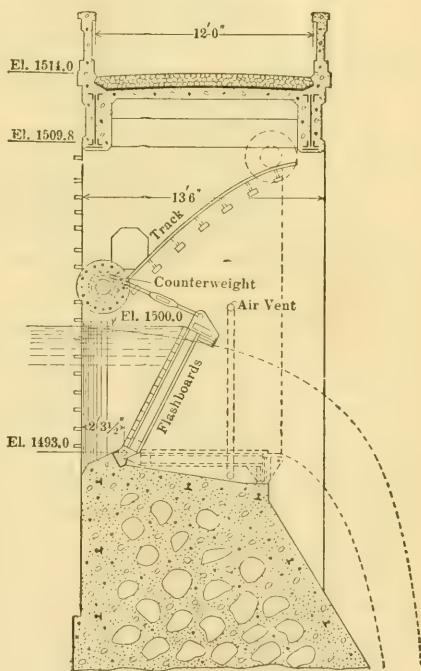 12'0"
El. 1514.0
El. 1509.8
13'6"
Track
Counterweight
El. 1500.0
Air Vent
Flashboards
2'3½"
El. 1493.0